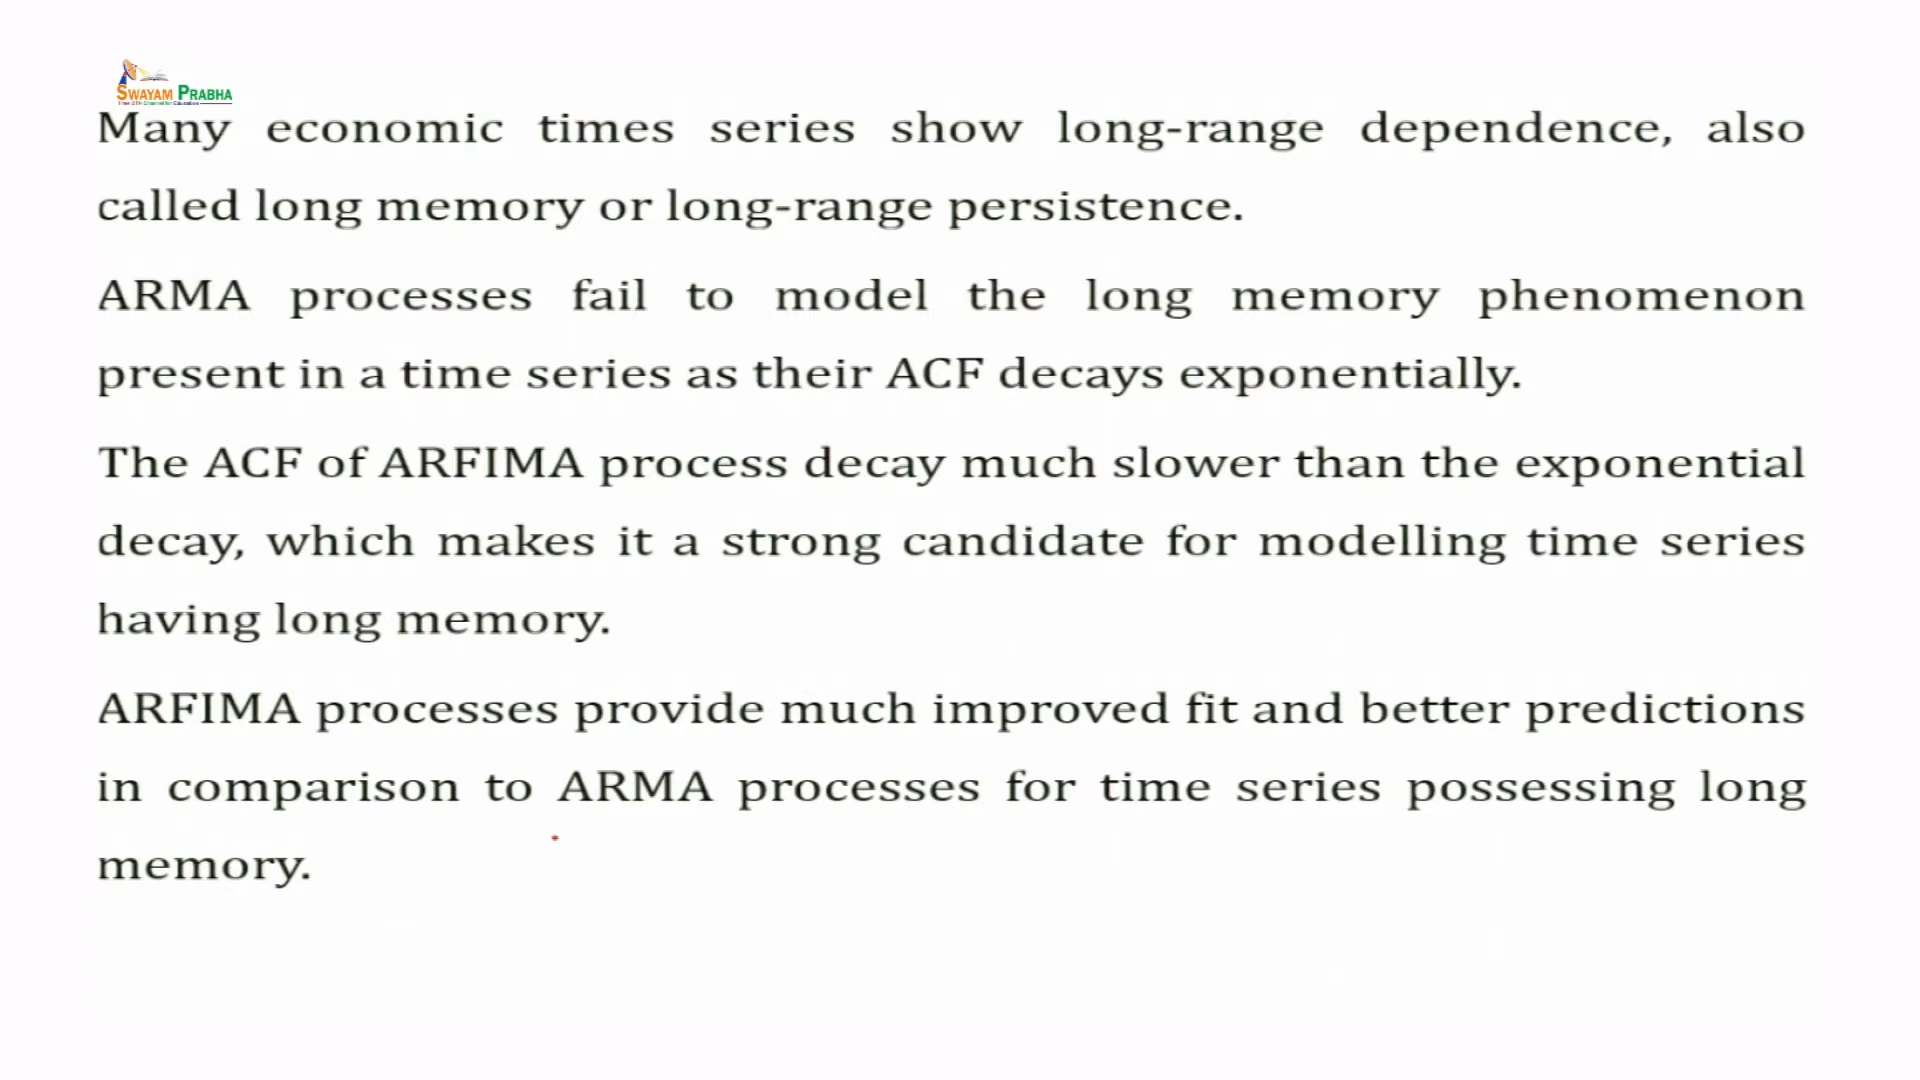 SWAYAM PRABHA
Many economic times series show long-range dependence, also
called long memory or long-range persistence.
ARMA processes fail to model the long memory phenomenon
present in a time series as their ACF decays exponentially.
The ACF of ARFIMA process decay much slower than the exponential
decay, which makes it a strong candidate for modelling time series
having long memory.
ARFIMA processes provide much improved fit and better predictions
in comparison to ARMA processes for time series possessing long
memory.